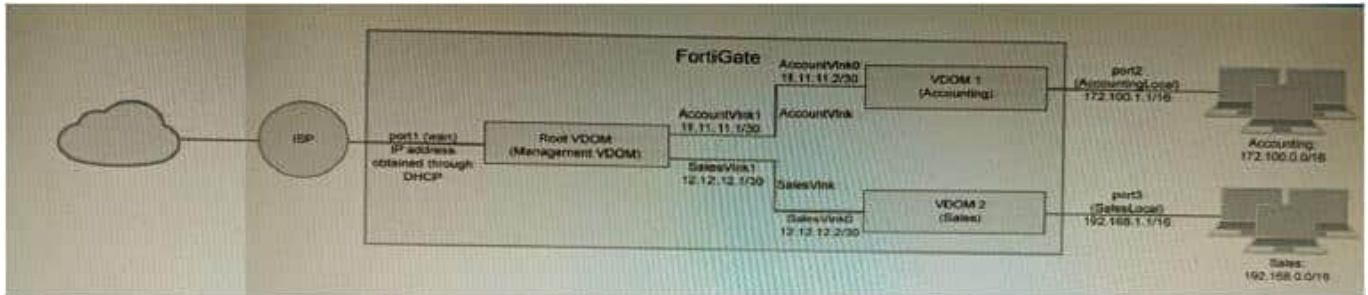 FortiGate
ISP
port1 (wan)
IP address
obtained through
DHCP
Root VDOM
(Management VDOM)
AccountVlnk1
11.11.11.1/30
SalesVlnk1
12.12.12.1/30
AccountVlnk0
11.11.11.2/30
AccountVlnk
SalesVlnk
SalesVlnk0
12.12.12.2/30
VDOM 1
(Accounting)
VDOM 2
(Sales)
port2
(AccountingLocal)
172.100.1.1/16
port3
(SalesLocal)
192.168.1.1/16
Accounting:
172.100.0.0/16
Sales:
192.168.0.0/16